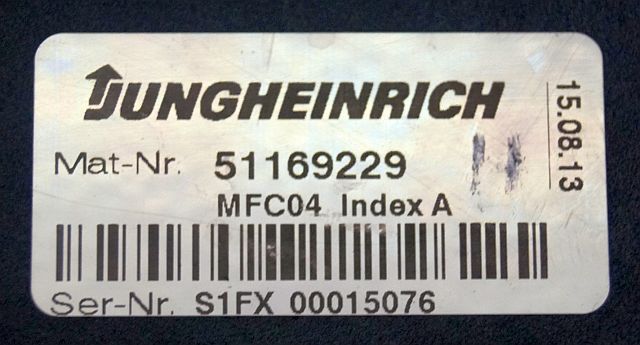 JUNGHEINRICH
Mat-Nr. 51169229
MFC04 Index A
Ser-Nr. S1FX 00015076
15.08.13